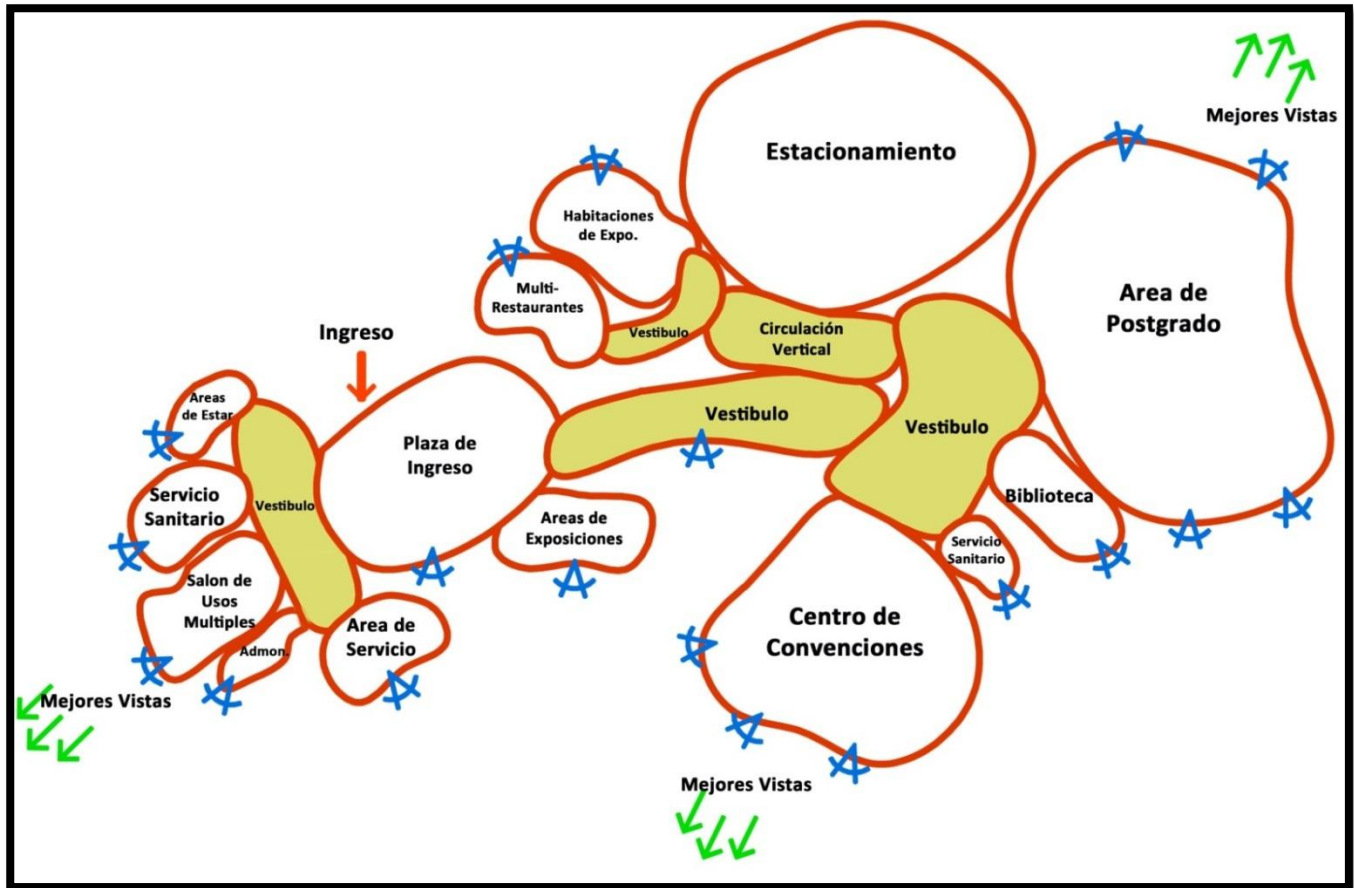 Mejores Vistas
Estacionamiento
Habitaciones
de Expo.
Multi-
Restaurantes
Vestibulo
Circulación
Vertical
Area de
Postgrado
Ingreso
Areas
de Estar
Plaza de
Ingreso
Vestibulo
Vestibulo
Servicio
Sanitario
Vestibulo
Areas de
Exposiciones
Biblioteca
Servicio
Sanitario
Salon de
Usos
Multiples
Admon.
Area de
Servicio
Centro de
Convenciones
Mejores Vistas
Mejores Vistas